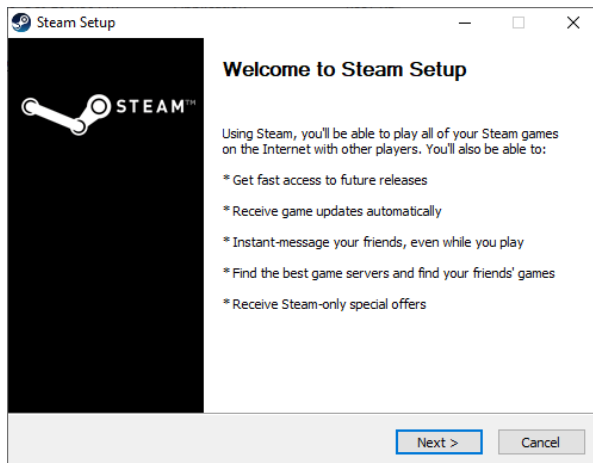 Steam Setup
STEAM™
Welcome to Steam Setup
Using Steam, you'll be able to play all of your Steam games
on the Internet with other players. You'll also be able to:
* Get fast access to future releases
* Receive game updates automatically
* Instant-message your friends, even while you play
* Find the best game servers and find your friends' games
* Receive Steam-only special offers
Next >
Cancel